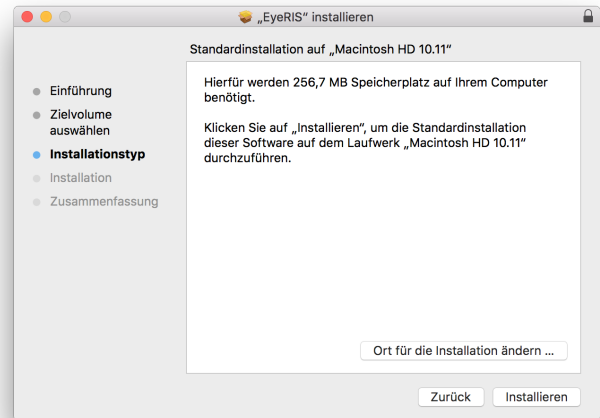 „EyeRIS“ installieren
Standardinstallation auf „Macintosh HD 10.11“
Einführung
Zielvolume
auswählen
Installationstyp
Installation
Zusammenfassung
Hierfür werden 256,7 MB Speicherplatz auf Ihrem Computer
benötigt.
Klicken Sie auf „Installieren“, um die Standardinstallation
dieser Software auf dem Laufwerk „Macintosh HD 10.11“
durchzuführen.
Ort für die Installation ändern ...
Zurück
Installieren